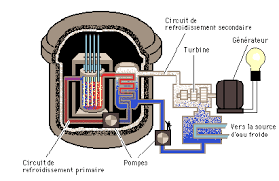 Circuit de
refroidissement secondaire
Générateur
Turbine
Vers la source
d'eau froide
Circuit de
refroidissement primaire
Pompes